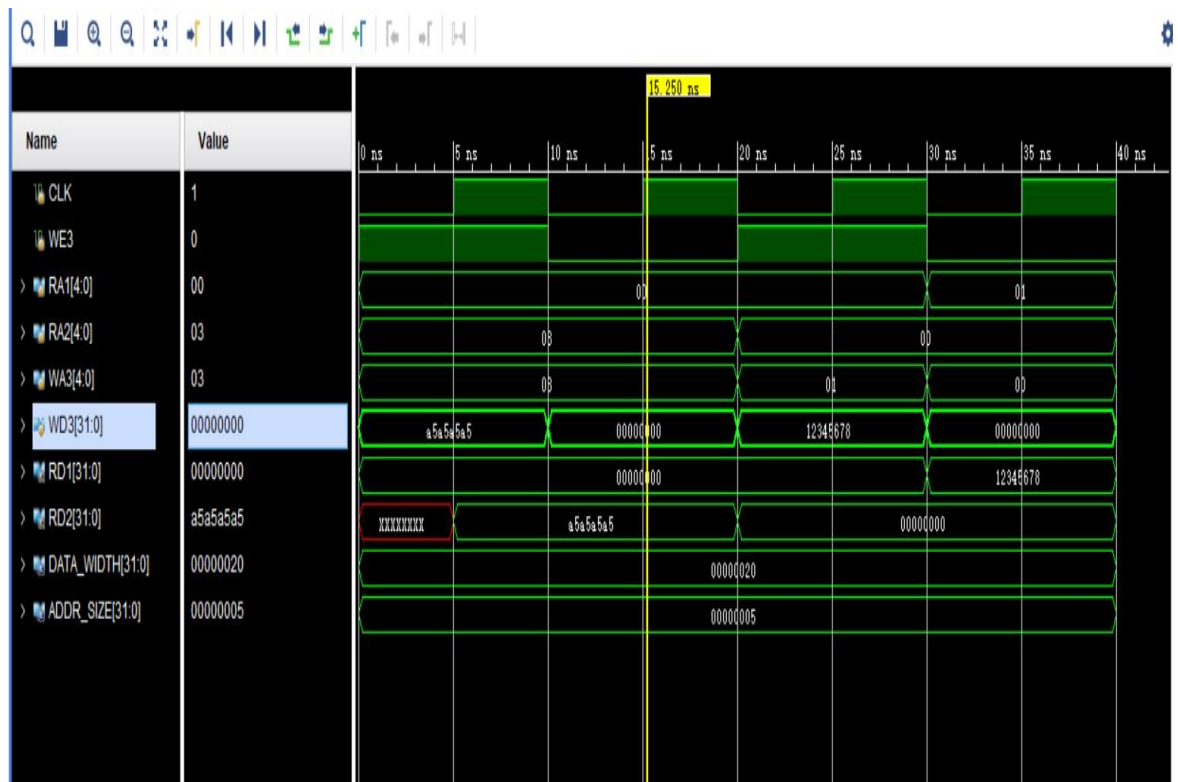 15.250 ns
Name Value
0 ns 5 ns 10 ns 5 ns 20 ns 25 ns 30 ns 35 ns 40 ns
CLK 1
WE3 0
RA1[4:0] 00 00 01
RA2[4:0] 03 03 00
WA3[4:0] 03 03 01 00
WD3[31:0] 00000000 a5a5a5a5 00000000 12345678 00000000
RD1[31:0] 00000000 00000000 12345678
RD2[31:0] a5a5a5a5 XXXXXXXX a5a5a5a5 00000000
DATA_WIDTH[31:0] 00000020 00000020
ADDR_SIZE[31:0] 00000005 00000005